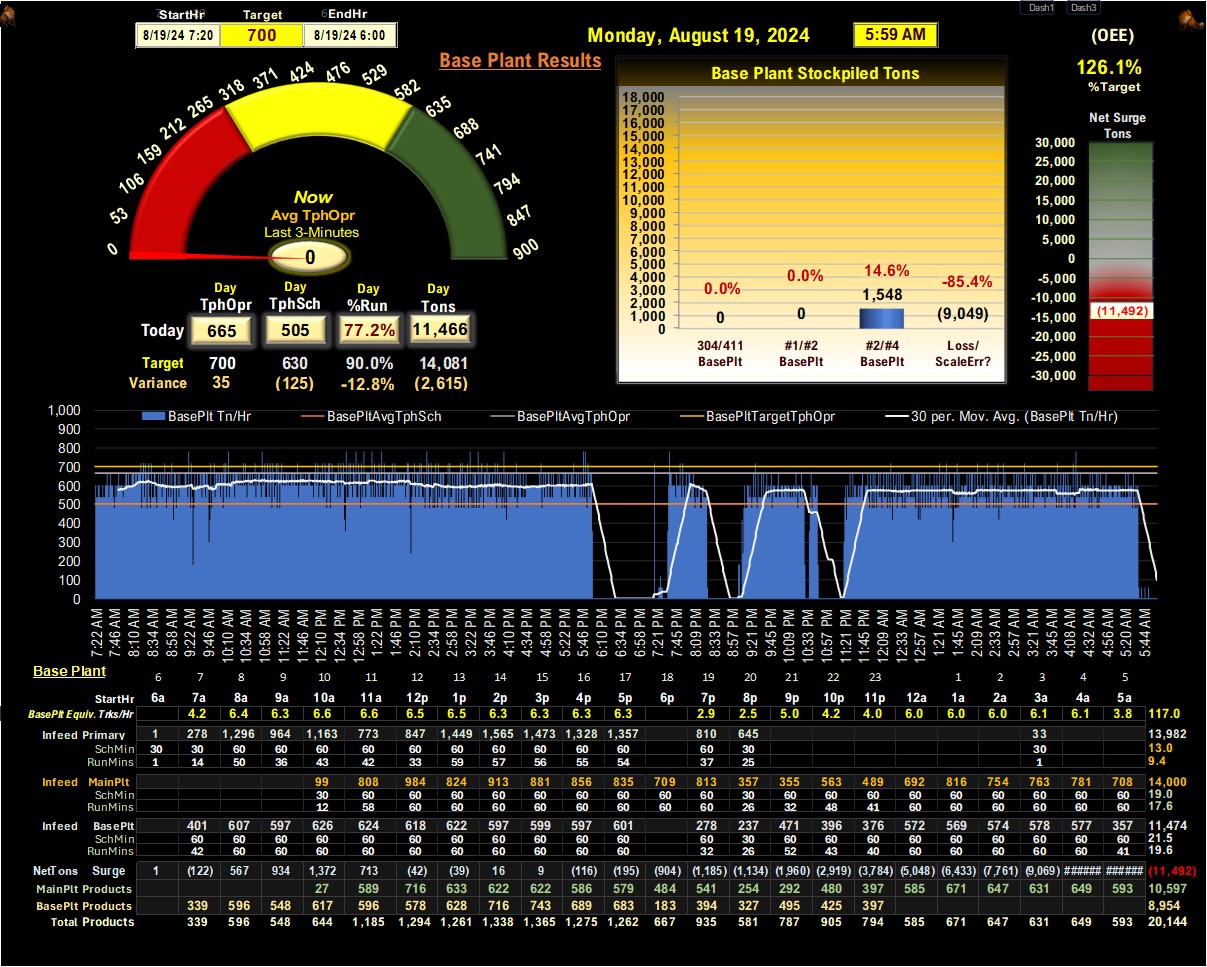 Dash1 Dash3
StartHr Target EndHr
8/19/24 7:20 700 8/19/24 6:00
Monday, August 19, 2024 5:59 AM
(OEE)
126.1%
%Target
Base Plant Results
0 53 106 159 212 265 318 371 424 476 529 582 635 688 741 794 847 900
Now
Avg TphOpr
Last 3-Minutes
0
Day Day Day Day
TphOpr TphSch %Run Tons
Today 665 505 77.2% 11,466
Target 700 630 90.0% 14,081
Variance 35 (125) -12.8% (2,615)
Base Plant Stockpiled Tons
18,000
17,000
16,000
15,000
14,000
13,000
12,000
11,000
10,000
9,000
8,000
7,000
6,000
5,000
4,000
3,000
2,000
1,000
0
0.0% 0.0% 14.6% -85.4%
0 0 1,548 (9,049)
304/411 #1/#2 #2/#4 Loss/
BasePlt BasePlt BasePlt ScaleErr?
Net Surge
Tons
30,000
25,000
20,000
15,000
10,000
5,000
0
-5,000
-10,000
-15,000
-20,000
-25,000
-30,000
(11,492)
BasePlt Tn/Hr BasePltAvgTphSch BasePltAvgTphOpr BasePltTargetTphOpr 30 per. Mov. Avg. (BasePlt Tn/Hr)
1,000
900
800
700
600
500
400
300
200
100
0
7:22 AM 7:46 AM 8:10 AM 8:34 AM 8:58 AM 9:22 AM 9:46 AM 10:10 AM 10:34 AM 10:58 AM 11:22 AM 11:46 AM 12:10 PM 12:34 PM 12:58 PM 1:22 PM 1:46 PM 2:10 PM 2:34 PM 2:58 PM 3:22 PM 3:46 PM 4:10 PM 4:34 PM 4:58 PM 5:22 PM 5:46 PM 6:10 PM 6:34 PM 6:57 PM 7:21 PM 7:45 PM 8:09 PM 8:33 PM 8:57 PM 9:21 PM 9:45 PM 10:09 PM 10:33 PM 10:57 PM 11:21 PM 11:45 PM 12:09 AM 12:33 AM 12:57 AM 1:21 AM 1:45 AM 2:09 AM 2:33 AM 2:57 AM 3:21 AM 3:45 AM 4:08 AM 4:32 AM 4:56 AM 5:20 AM 5:44 AM
Base Plant 6 7 8 9 10 11 12 13 14 15 16 17 18 19 20 21 22 23 1 2 3 4 5
StartHr 6a 7a 8a 9a 10a 11a 12p 1p 2p 3p 4p 5p 6p 7p 8p 9p 10p 11p 12a 1a 2a 3a 4a 5a
BasePlt Equiv. Trks/Hr 4.2 6.4 6.3 6.6 6.6 6.5 6.5 6.3 6.3 6.3 6.3 2.9 2.5 5.0 4.2 4.0 6.0 6.0 6.0 6.1 6.1 3.8 117.0
Infeed Primary 1 278 1,296 964 1,163 773 847 1,449 1,565 1,473 1,328 1,357 810 645 33 13,982
SchMin 30 30 60 60 60 60 60 60 60 60 60 60 60 30 30 13.0
RunMins 1 14 50 36 43 42 33 59 57 56 55 54 37 25 1 9.4
Infeed MainPlt 99 808 984 824 913 881 856 835 709 813 357 355 563 489 692 816 754 763 781 708 14,000
SchMin 30 60 60 60 60 60 60 60 60 60 30 60 60 60 60 60 60 60 60 60 19.0
RunMins 12 58 60 60 60 60 60 60 60 60 26 32 48 41 60 60 60 60 60 60 17.6
Infeed BasePlt 401 607 597 626 624 618 622 597 599 597 601 278 237 471 396 376 572 569 574 578 577 357 11,474
SchMin 60 60 60 60 60 60 60 60 60 60 60 60 30 60 60 60 60 60 60 60 60 60 21.5
RunMins 42 60 60 60 60 60 60 60 60 60 60 32 26 52 43 40 60 60 60 60 60 41 19.6
NetTons Surge 1 (122) 567 934 1,372 713 (42) (39) 16 9 (116) (195) (904) (1,185) (1,134) (1,960) (2,919) (3,784) (5,048) (6,433) (7,761) (9,069) ###### ###### (11,492)
MainPlt Products 27 589 716 633 622 622 586 579 484 541 254 292 480 397 585 671 647 631 649 593 10,597
BasePlt Products 339 596 548 617 596 578 628 716 743 689 683 183 394 327 495 425 397 8,954
Total Products 339 596 548 644 1,185 1,294 1,261 1,338 1,365 1,275 1,262 667 935 581 787 905 794 585 671 647 631 649 593 20,144